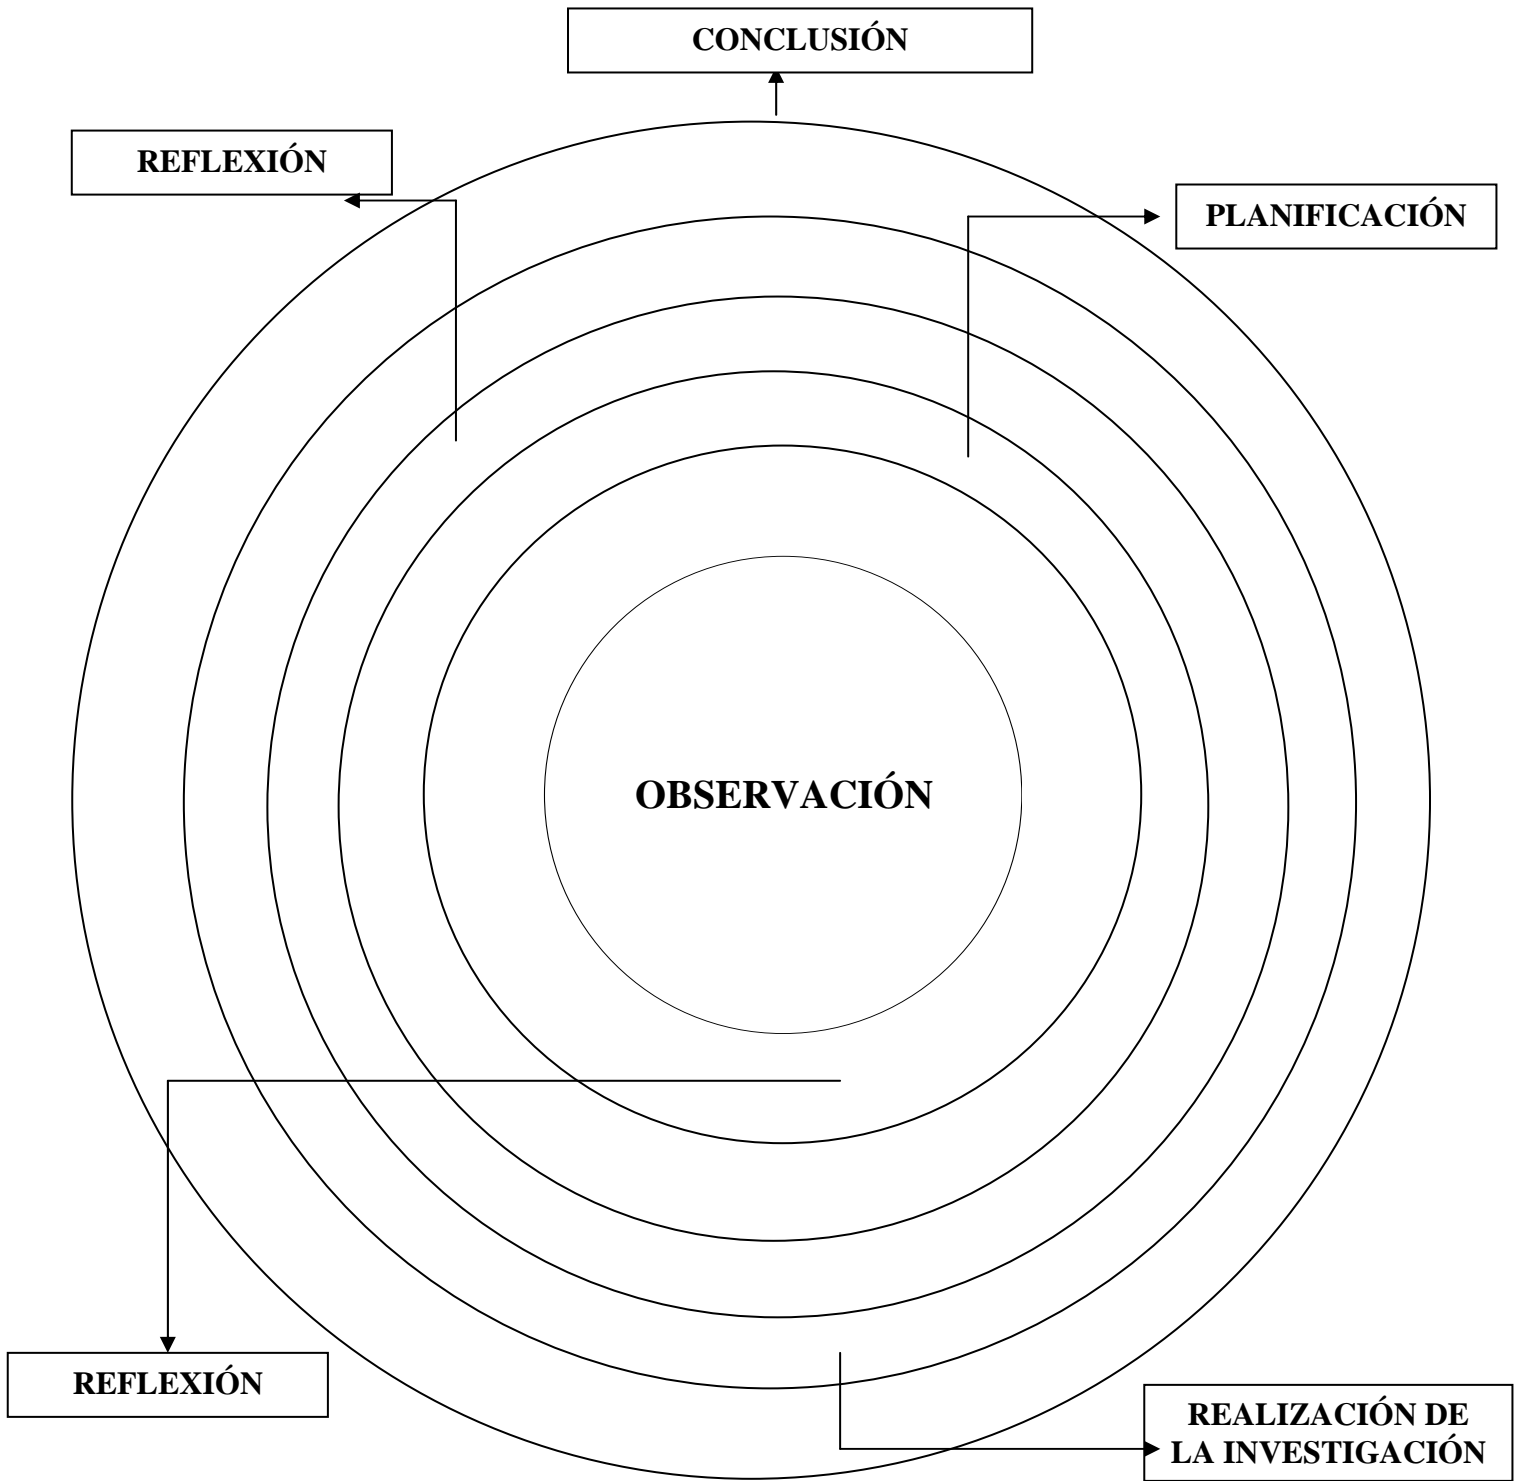 CONCLUSIÓN
REFLEXIÓN
PLANIFICACIÓN
OBSERVACIÓN
REFLEXIÓN
REALIZACIÓN DE
LA INVESTIGACIÓN